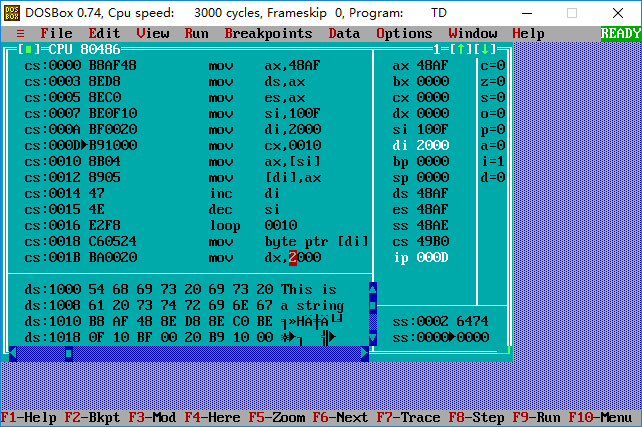 DOSBox 0.74, Cpu speed: 3000 cycles, Frameskip 0, Program: TD
≡ File Edit View Run Breakpoints Data Options Window Help READY
[■]=CPU 80486 1=[↑][↓]
cs:0000 B8AF48 mov ax,48AF ax 48AF c=0
cs:0003 8ED8 mov ds,ax bx 0000 z=0
cs:0005 8EC0 mov es,ax cx 0000 s=0
cs:0007 BE0F10 mov si,100F dx 0000 o=0
cs:000A BF0020 mov di,2000 si 100F p=0
cs:000D►B91000 mov cx,0010 di 2000 a=0
cs:0010 8B04 mov ax,[si] bp 0000 i=1
cs:0012 8905 mov [di],ax sp 0000 d=0
cs:0014 47 inc di ds 48AF
cs:0015 4E dec si es 48AF
cs:0016 E2F8 loop 0010 ss 48AE
cs:0018 C60524 mov byte ptr [di] cs 49B0
cs:001B BA0020 mov dx,2000 ip 000D
ds:1000 54 68 69 73 20 69 73 20 This is
ds:1008 61 20 73 74 72 69 6E 67 a string
ds:1010 B8 AF 48 8E D8 8E C0 BE ╕»HÄ╪Ä└╛ ss:0002 6474
ds:1018 0F 10 BF 00 20 B9 10 00 ☼►┐ ╣► ss:0000►0000
F1-Help F2-Bkpt F3-Mod F4-Here F5-Zoom F6-Next F7-Trace F8-Step F9-Run F10-Menu